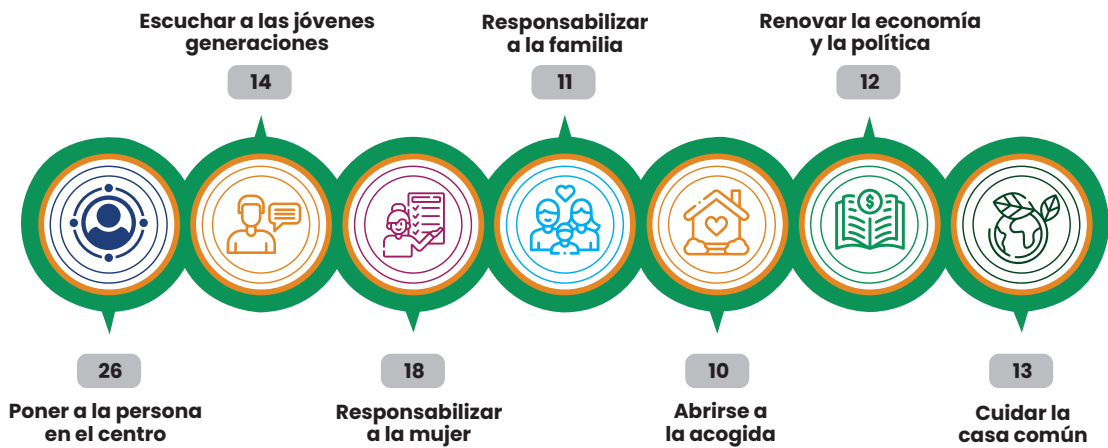 Escuchar a las jóvenes
generaciones
14
Responsabilizar
a la familia
11
Renovar la economía
y la política
12
$
26
Poner a la persona
en el centro
18
Responsabilizar
a la mujer
10
Abrirse a
la acogida
13
Cuidar la
casa común